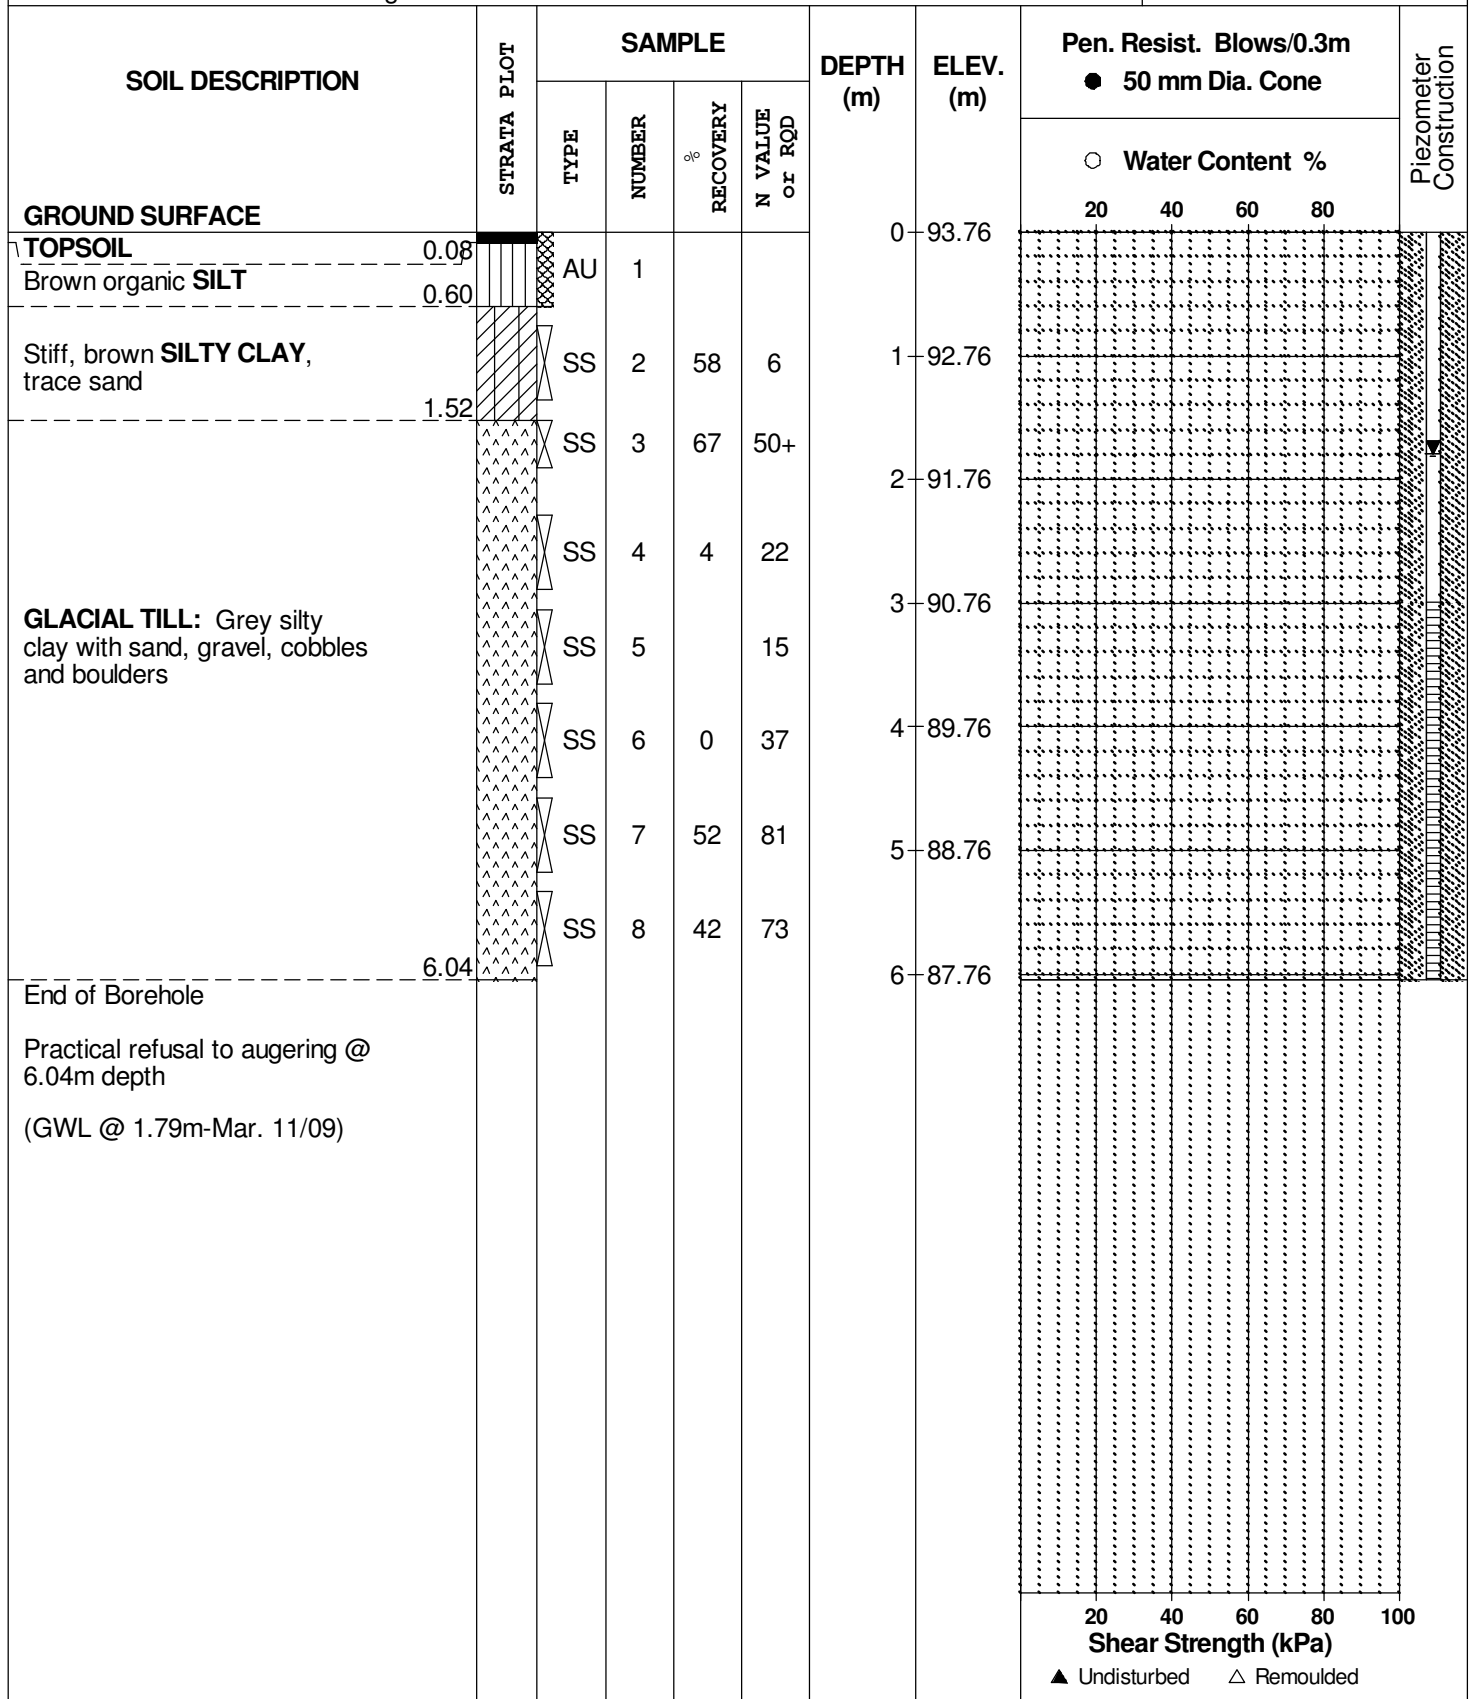 SOIL DESCRIPTION
STRATA PLOT
SAMPLE
TYPE
NUMBER
% RECOVERY
N VALUE or RQD
DEPTH (m)
ELEV. (m)
Pen. Resist. Blows/0.3m
● 50 mm Dia. Cone
○ Water Content %
20 40 60 80
Piezometer Construction
GROUND SURFACE
0 93.76
TOPSOIL 0.08
Brown organic SILT
0.60
AU 1
Stiff, brown SILTY CLAY,
trace sand
1.52
SS 2 58 6
1 92.76
SS 3 67 50+
2 91.76
SS 4 4 22
3 90.76
GLACIAL TILL: Grey silty
clay with sand, gravel, cobbles
and boulders
SS 5 15
4 89.76
SS 6 0 37
SS 7 52 81
5 88.76
SS 8 42 73
6.04
6 87.76
End of Borehole
Practical refusal to augering @
6.04m depth
(GWL @ 1.79m-Mar. 11/09)
20 40 60 80 100
Shear Strength (kPa)
▲ Undisturbed △ Remoulded